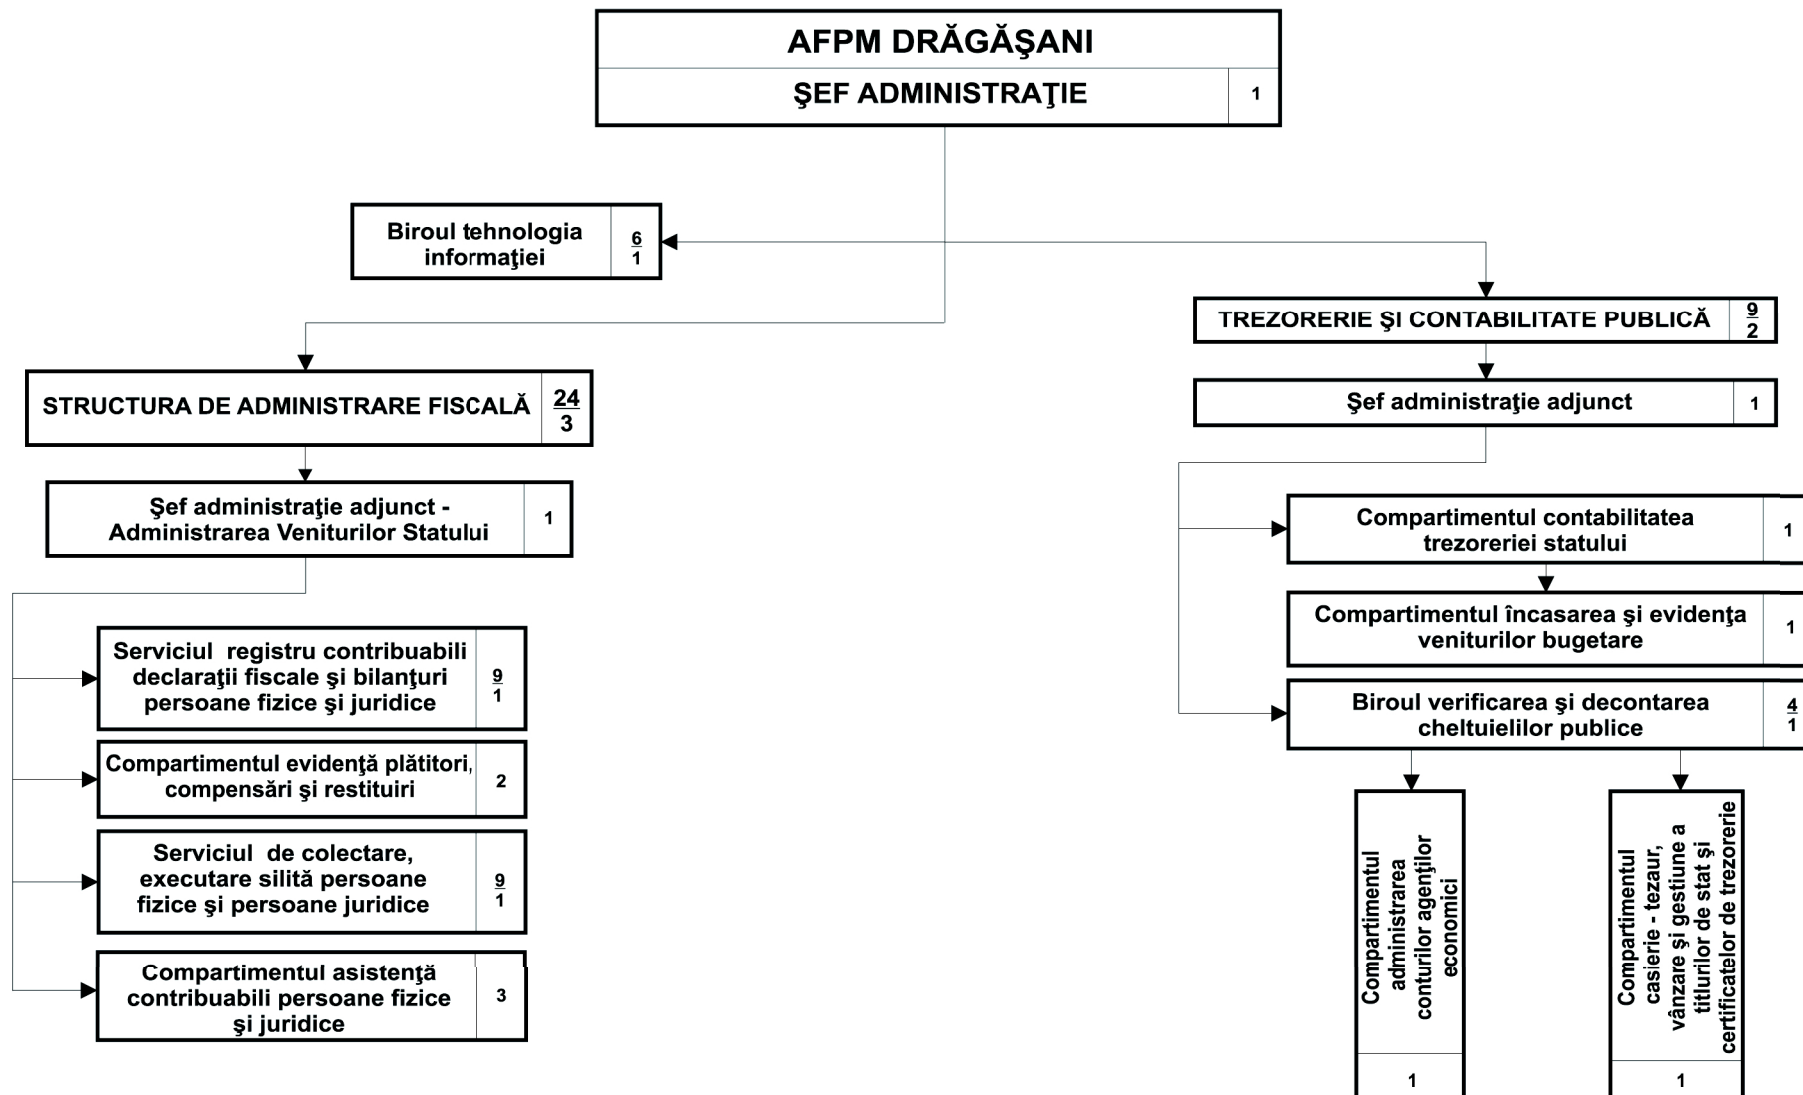 AFPM DRĂGĂŞANI
ŞEF ADMINISTRAŢIE
1
Biroul tehnologia
informaţiei
6
1
TREZORERIE ŞI CONTABILITATE PUBLICĂ
9
2
STRUCTURA DE ADMINISTRARE FISCALĂ
24
3
Şef administraţie adjunct
1
Şef administraţie adjunct -
Administrarea Veniturilor Statului
1
Compartimentul contabilitatea
trezoreriei statului
1
Compartimentul încasarea şi evidenţa
veniturilor bugetare
1
Biroul verificarea şi decontarea
cheltuielilor publice
4
1
Serviciul registru contribuabili
declaraţii fiscale şi bilanţuri
persoane fizice şi juridice
9
1
Compartimentul evidenţă plătitori,
compensări şi restituiri
2
Serviciul de colectare,
executare silită persoane
fizice şi persoane juridice
9
1
Compartimentul asistenţă
contribuabili persoane fizice
şi juridice
3
Compartimentul
administrarea
conturilor agenţilor
economici
1
Compartimentul
casierie - tezaur,
vânzare şi gestiune a
titlurilor de stat şi
certificatelor de trezorerie
1